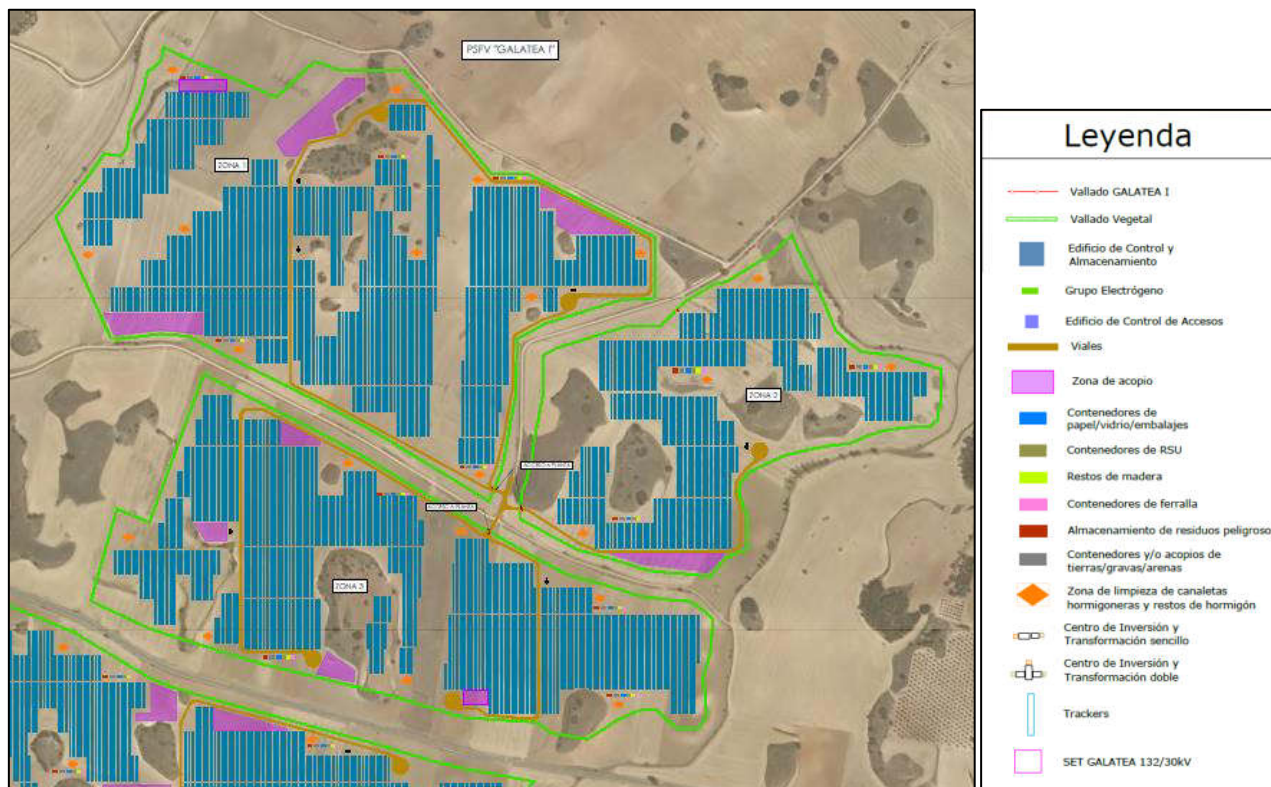 PSFV "GALATEA I"
ZONA 1
ZONA 2
ACCESO A PLANTA
ACCESO A PLANTA
ZONA 3
Leyenda
Vallado GALATEA I
Vallado Vegetal
Edificio de Control y
Almacenamiento
Grupo Electrógeno
Edificio de Control de Accesos
Viales
Zona de acopio
Contenedores de
papel/vidrio/embalajes
Contenedores de RSU
Restos de madera
Contenedores de ferralla
Almacenamiento de residuos peligroso
Contenedores y/o acopios de
tierras/gravas/arenas
Zona de limpieza de canaletas
hormigoneras y restos de hormigón
Centro de Inversión y
Transformación sencillo
Centro de Inversión y
Transformación doble
Trackers
SET GALATEA 132/30kV